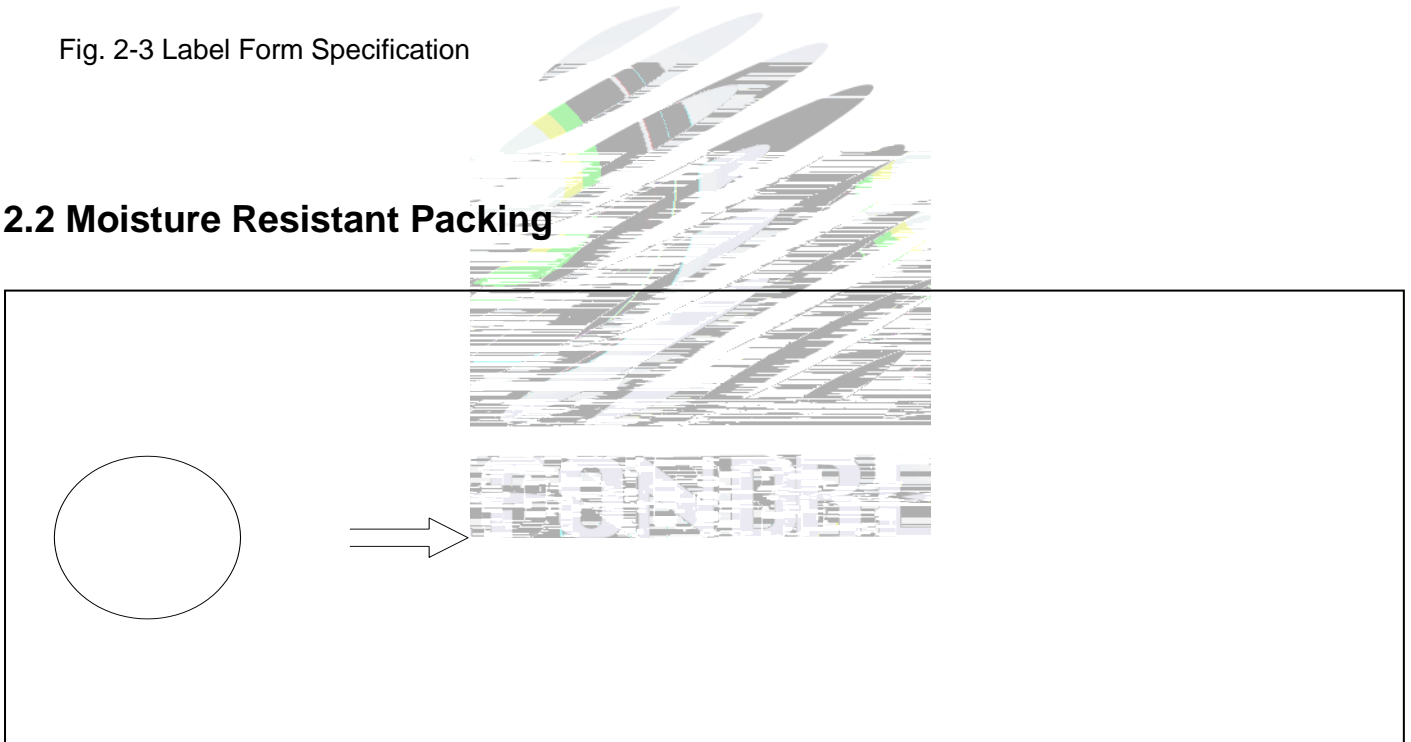 Fig. 2-3 Label Form Specification
2.2 Moisture Resistant Packing